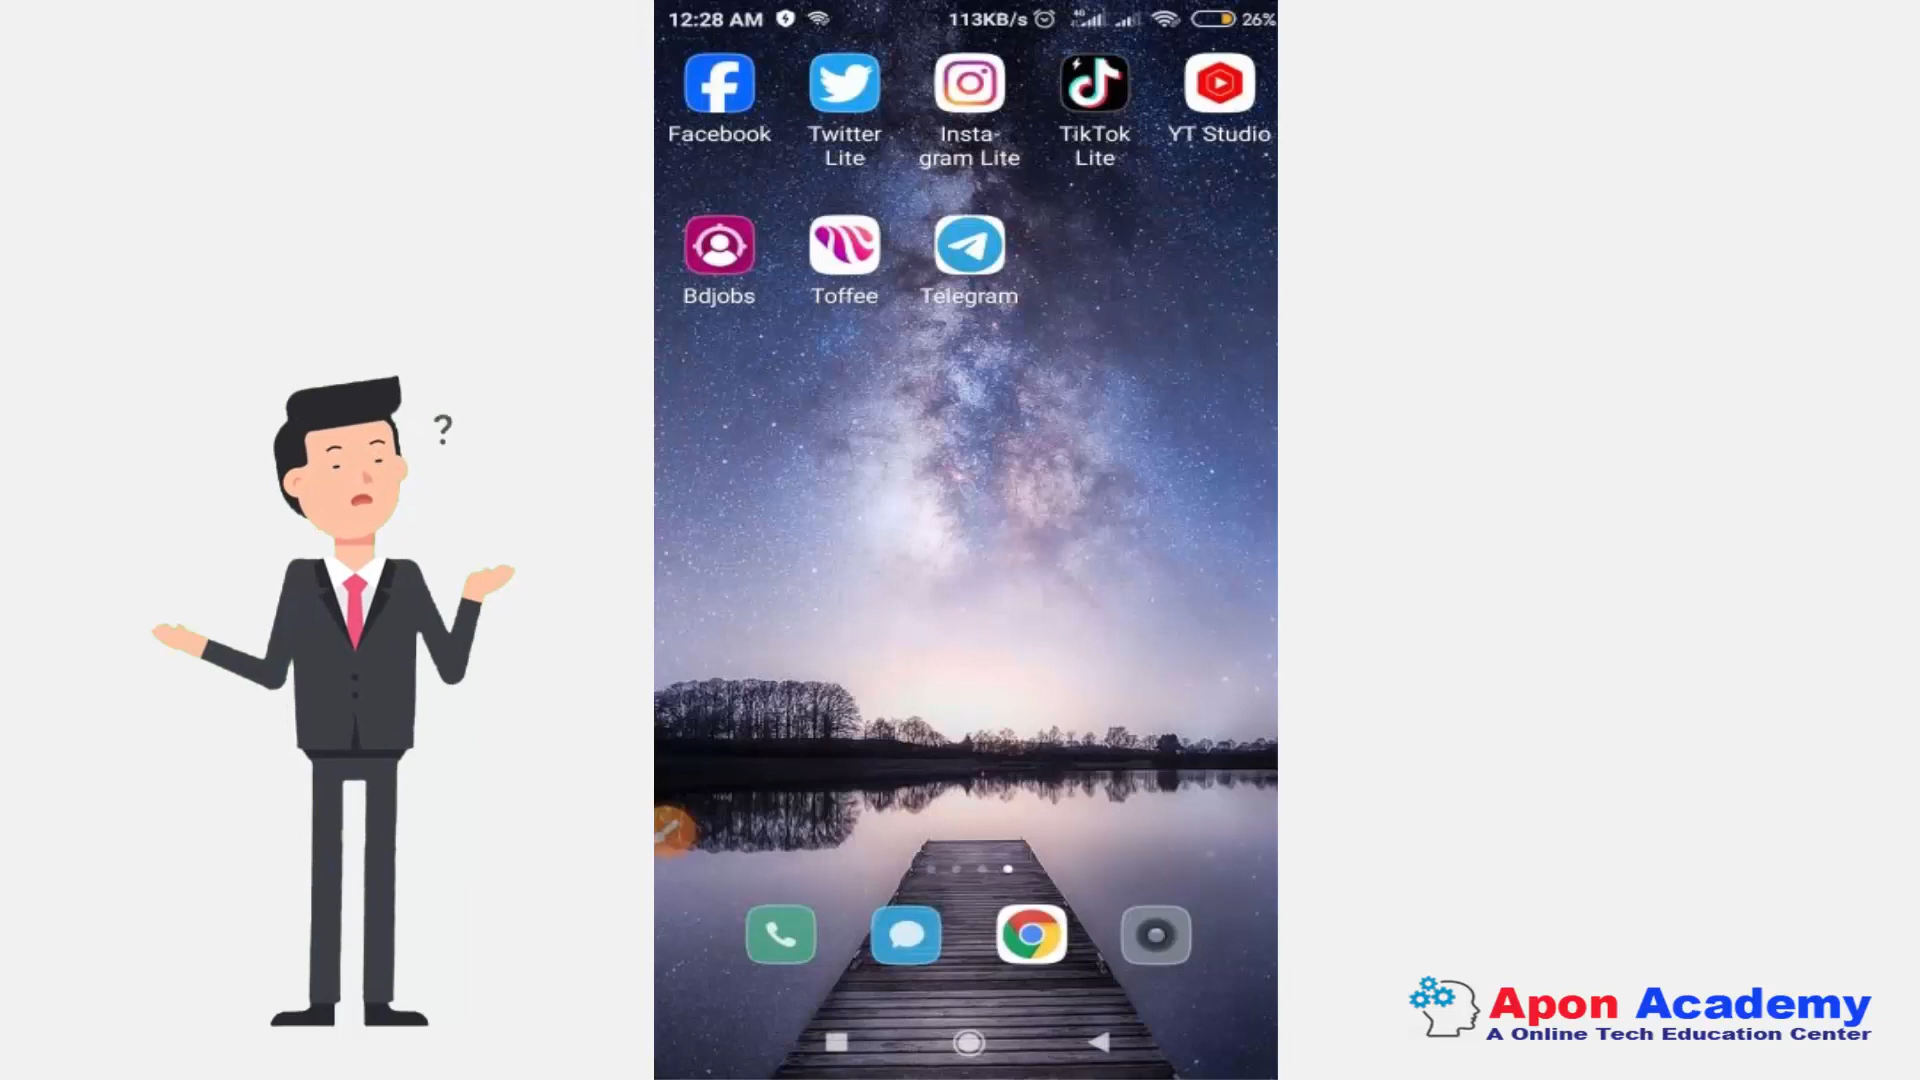 12:28 AM 113KB/s 4G 26%
Facebook
Twitter
Lite
Insta-
gram Lite
TikTok
Lite
YT Studio
Bdjobs
Toffee
Telegram
?
Apon Academy
A Online Tech Education Center